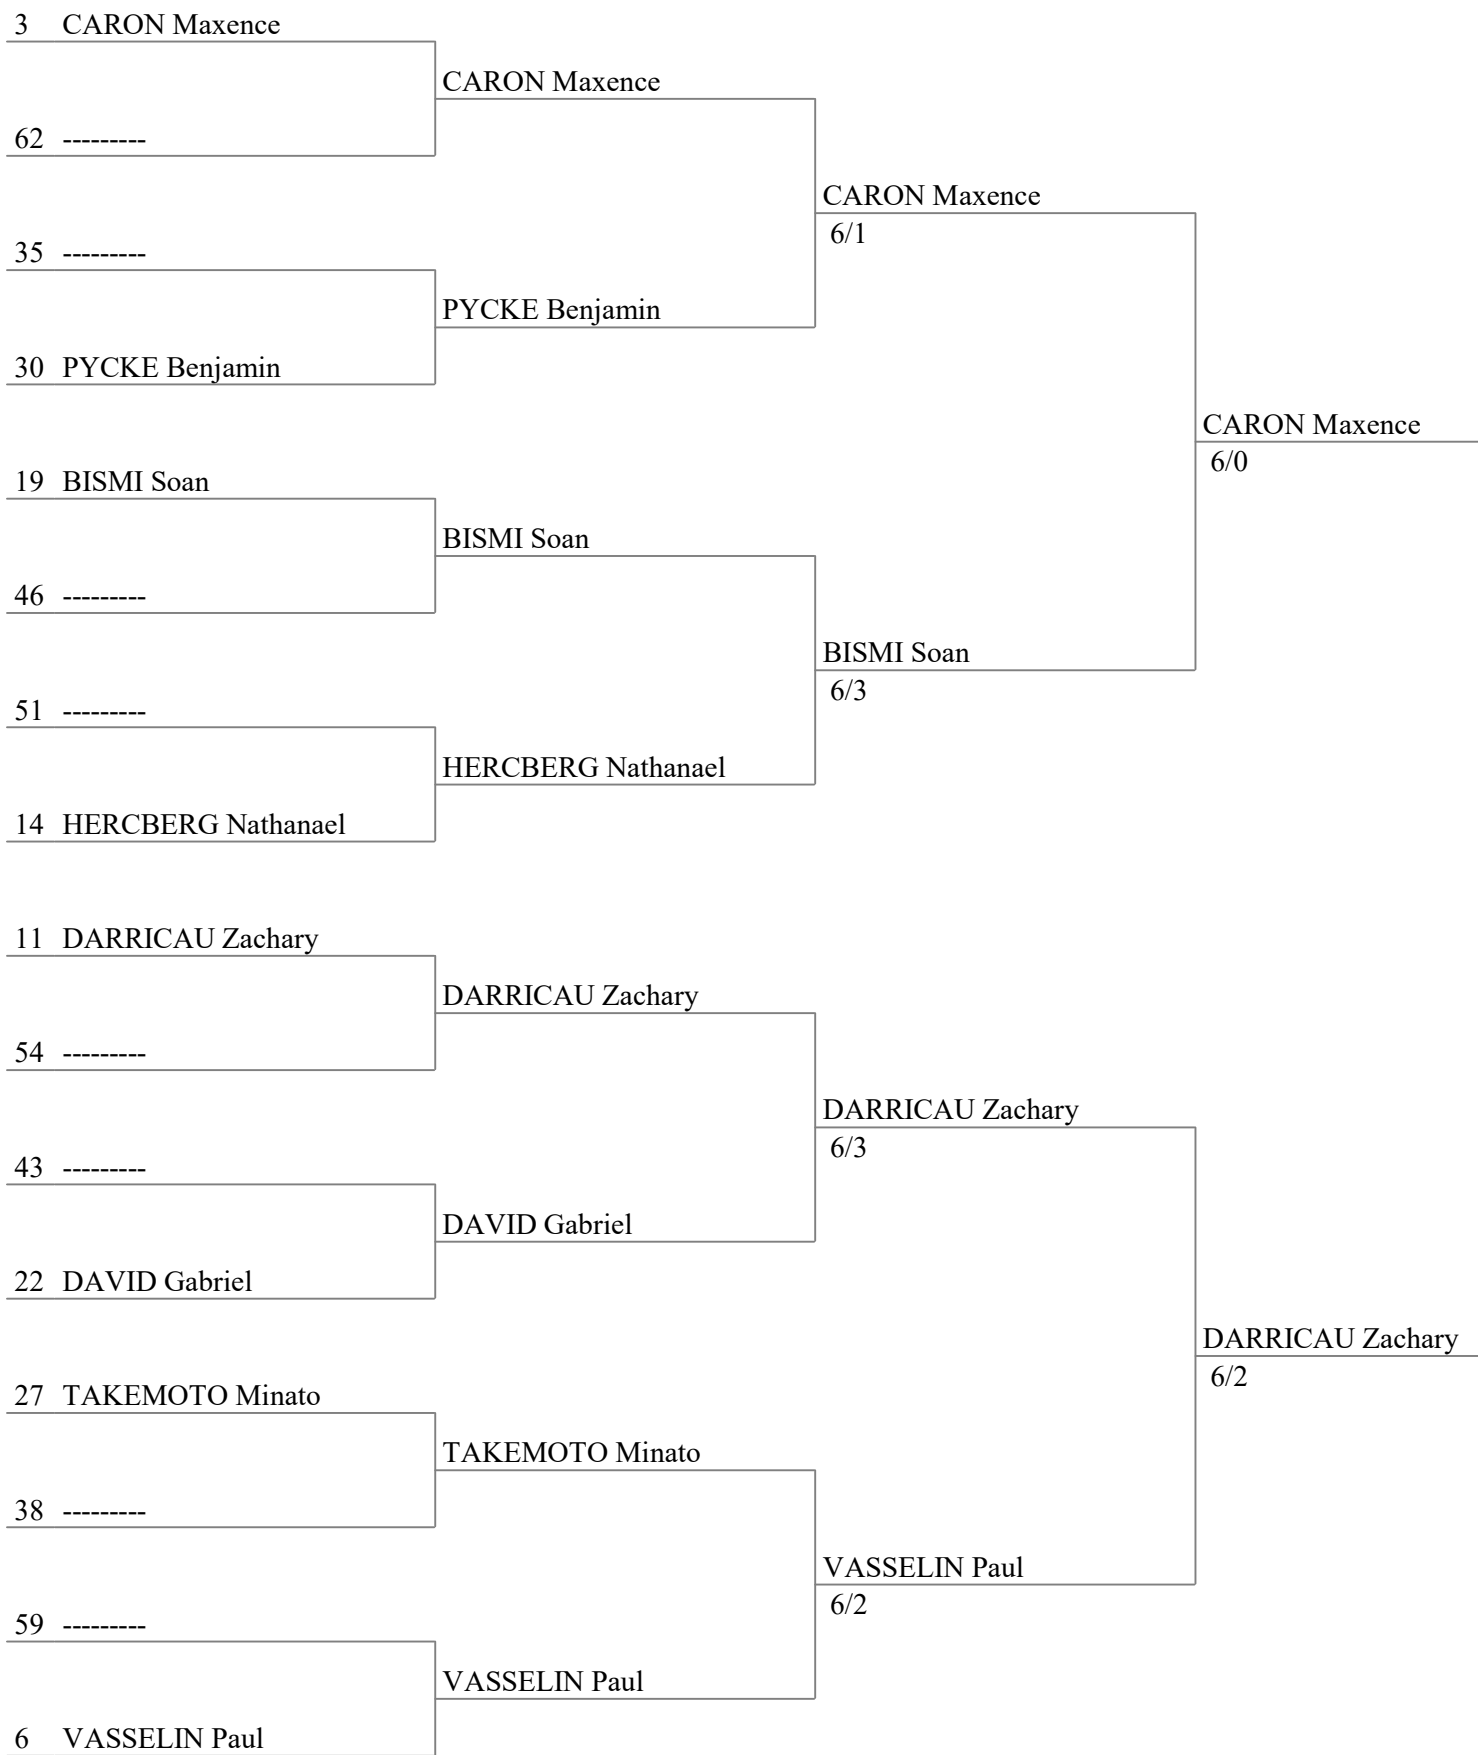 3 CARON Maxence
CARON Maxence
62 ---------
CARON Maxence
6/1
35 ---------
PYCKE Benjamin
30 PYCKE Benjamin
CARON Maxence
6/0
19 BISMI Soan
BISMI Soan
46 ---------
BISMI Soan
6/3
51 ---------
HERCBERG Nathanael
14 HERCBERG Nathanael
11 DARRICAU Zachary
DARRICAU Zachary
54 ---------
DARRICAU Zachary
6/3
43 ---------
DAVID Gabriel
22 DAVID Gabriel
DARRICAU Zachary
6/2
27 TAKEMOTO Minato
TAKEMOTO Minato
38 ---------
VASSELIN Paul
6/2
59 ---------
VASSELIN Paul
6 VASSELIN Paul